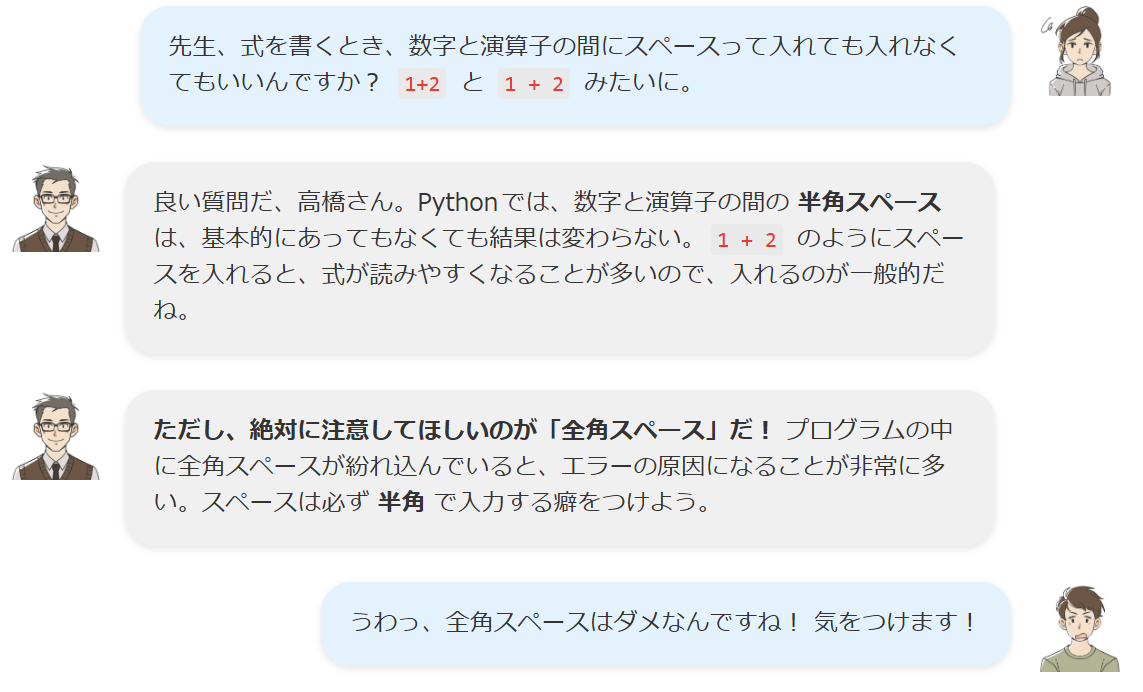 先生、式を書くとき、数字と演算子の間にスペースって入れても入れなく
てもいいんですか? 1+2 と 1 + 2 みたいに。
良い質問だ、高橋さん。Pythonでは、数字と演算子の間の 半角スペース
は、基本的にあってもなくても結果は変わらない。 1 + 2 のようにスペー
スを入れると、式が読みやすくなることが多いので、入れるのが一般的だ
ね。
ただし、絶対に注意してほしいのが「全角スペース」だ! プログラムの中
に全角スペースが紛れ込んでいると、エラーの原因になることが非常に多
い。スペースは必ず 半角 で入力する癖をつけよう。
うわっ、全角スペースはダメなんですね! 気をつけます!